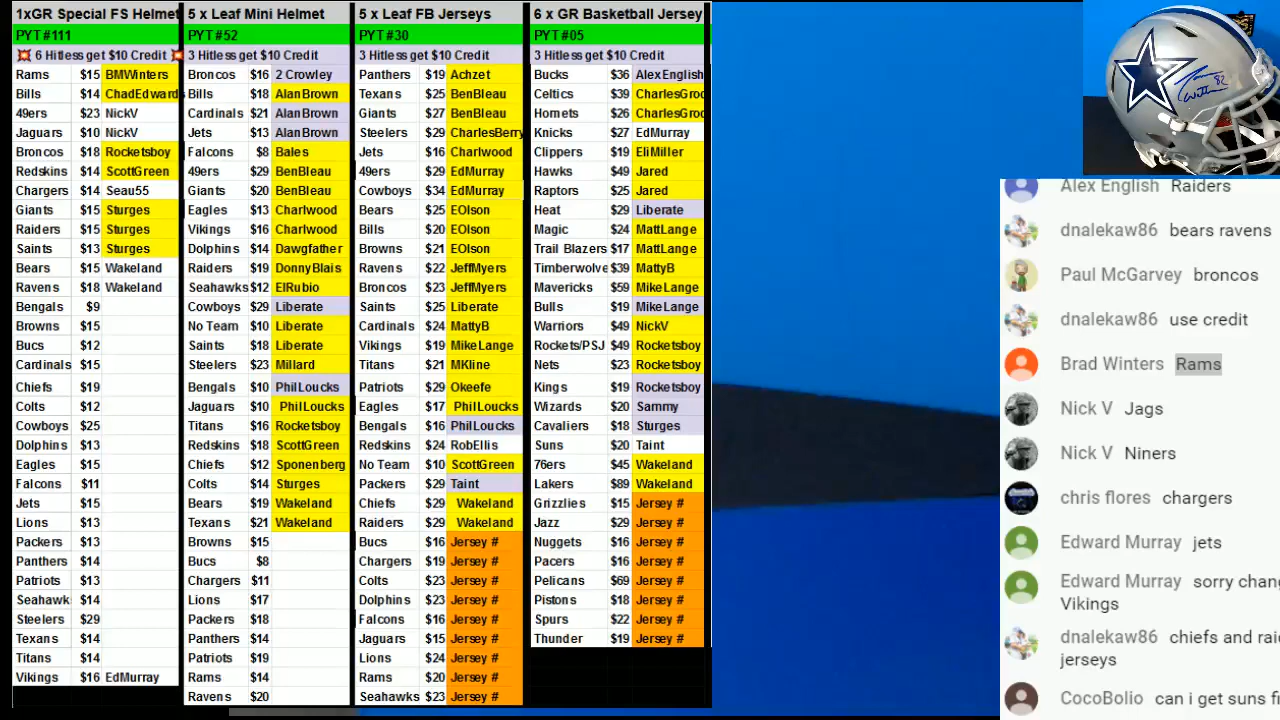 1xGR Special FS Helmet
PYT #111
6 Hitless get $10 Credit
Rams $15 BMWinters
Bills $14 ChadEdwards
49ers $23 NickV
Jaguars $10 NickV
Broncos $18 Rocketsboy
Redskins $15 ScottGreen
Chargers $14 Seau55
Giants $15 Sturges
Raiders $15 Sturges
Saints $13 Sturges
Bears $15 Wakeland
Ravens $18 Wakeland
Bengals $9
Browns $15
Bucs $12
Cardinals $15
Chiefs $19
Colts $12
Cowboys $25
Dolphins $13
Eagles $15
Falcons $11
Jets $15
Lions $13
Packers $13
Panthers $14
Patriots $13
Seahawk $14
Steelers $29
Texans $14
Titans $14
Vikings $16 EdMurray
5 x Leaf Mini Helmet
PYT #52
3 Hitless get $10 Credit
Broncos $16 2 Crowley
Bills $18 AlanBrown
Cardinals $21 AlanBrown
Jets $13 AlanBrown
Falcons $8 Bales
49ers $29 BenBleau
Giants $20 BenBleau
Eagles $13 Charlwood
Vikings $16 Charlwood
Dolphins $14 Dawgfather
Raiders $19 DonnyBlais
Seahawks $12 ElRubio
Cowboys $29 Liberate
No Team $10 Liberate
Saints $18 Liberate
Steelers $23 Millard
Bengals $10 PhilLoucks
Jaguars $10 PhilLoucks
Titans $16 Rocketsboy
Redskins $18 ScottGreen
Chiefs $12 Sponenberg
Colts $14 Sturges
Bears $19 Wakeland
Texans $21 Wakeland
Browns $15
Bucs $8
Chargers $11
Lions $17
Packers $18
Panthers $14
Patriots $19
Rams $14
Ravens $20
5 x Leaf FB Jerseys
PYT #30
3 Hitless get $10 Credit
Panthers $19 Achzet
Texans $25 BenBleau
Giants $27 BenBleau
Steelers $29 CharlesBerry
Jets $16 Charlwood
49ers $29 EdMurray
Cowboys $34 EdMurray
Bears $25 EOlson
Bills $20 EOlson
Browns $21 EOlson
Ravens $22 JeffMyers
Broncos $23 JeffMyers
Saints $25 Liberate
Cardinals $24 MattyB
Vikings $19 MikeLange
Titans $21 MKline
Patriots $29 Okeefe
Eagles $17 PhilLoucks
Bengals $16 PhilLoucks
Redskins $24 RobEllis
No Team $10 ScottGreen
Packers $29 Taint
Chiefs $29 Wakeland
Raiders $29 Wakeland
Bucs $16 Jersey #
Chargers $19 Jersey #
Colts $23 Jersey #
Dolphins $23 Jersey #
Falcons $16 Jersey #
Jaguars $15 Jersey #
Lions $24 Jersey #
Rams $20 Jersey #
Seahawks $23 Jersey #
6 x GR Basketball Jersey
PYT #05
3 Hitless get $10 Credit
Bucks $36 AlexEnglish
Celtics $39 CharlesGroo
Hornets $26 CharlesGroo
Knicks $27 EdMurray
Clippers $19 EliMiller
Hawks $49 Jared
Raptors $25 Jared
Heat $29 Liberate
Magic $24 MattLange
Trail Blazers $17 MattLange
Timberwolve $39 MattyB
Mavericks $59 MikeLange
Bulls $19 MikeLange
Warriors $49 NickV
Rockets/PSJ $49 Rocketsboy
Nets $23 Rocketsboy
Kings $19 Rocketsboy
Wizards $20 Sammy
Cavaliers $18 Sturges
Suns $20 Taint
76ers $45 Wakeland
Lakers $89 Wakeland
Grizzlies $15 Jersey #
Jazz $29 Jersey #
Nuggets $16 Jersey #
Pacers $16 Jersey #
Pelicans $69 Jersey #
Pistons $18 Jersey #
Spurs $22 Jersey #
Thunder $19 Jersey #
82
Alex English Raiders
dnalekaw86 bears ravens
Paul McGarvey broncos
dnalekaw86 use credit
Brad Winters Rams
Nick V Jags
Nick V Niners
chris flores chargers
Edward Murray jets
Edward Murray sorry chang
Vikings
dnalekaw86 chiefs and rai
jerseys
CocoBolio can i get suns f